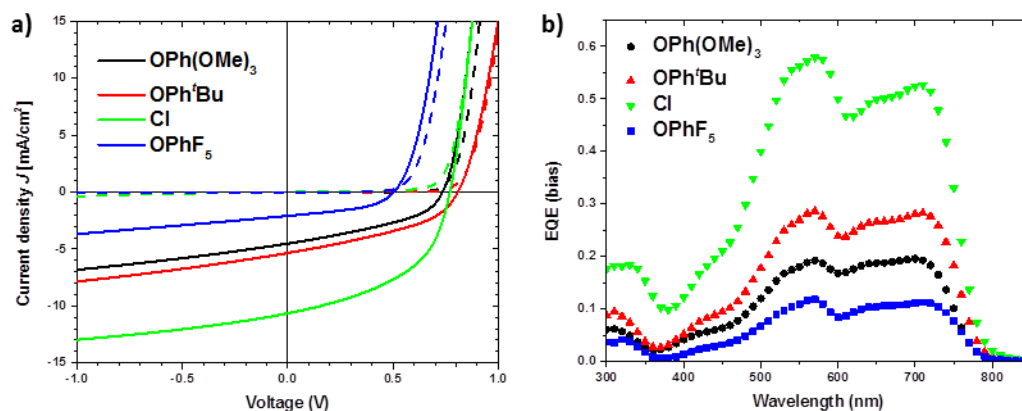 a)
15
10
5
0
-5
-10
-15
OPh(OMe)₃
OPhᵗBu
Cl
OPhF₅
-1.0
-0.5
0.0
0.5
1.0
Voltage (V)
Current density J [mA/cm²]
b)
0.6
0.5
0.4
0.3
0.2
0.1
0.0
OPh(OMe)₃
OPhᵗBu
Cl
OPhF₅
300
400
500
600
700
800
Wavelength (nm)
EQE (bias)